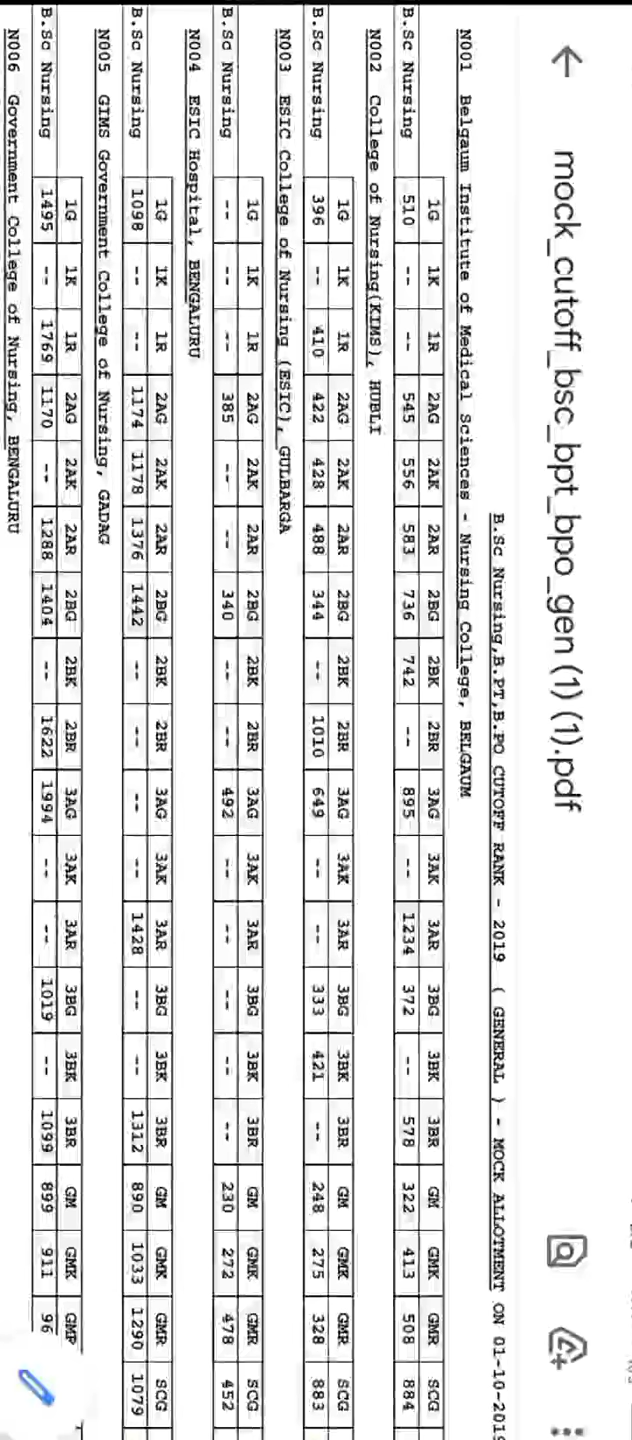 mock_cutoff_bsc_bpt_bpo_gen (1) (1).pdf
B.Sc Nursing,B.PT,B.PO CUTOFF RANK - 2019 ( GENERAL ) - MOCK ALLOTMENT ON 01-10-2019
N001 Belgaum Institute of Medical Sciences - Nursing College, BELGAUM
1G 1K 1R 2AG 2AK 2AR 2BG 2BK 2BR 3AG 3AK 3AR 3BG 3BK 3BR GM GMK GMR SCG
B.Sc Nursing 510 -- -- 545 556 583 736 742 -- 895 -- 1234 372 -- 578 322 413 508 884
N002 College of Nursing(KIMS), HUBLI
1G 1K 1R 2AG 2AK 2AR 2BG 2BK 2BR 3AG 3AK 3AR 3BG 3BK 3BR GM GMK GMR SCG
B.Sc Nursing 396 -- 410 422 428 488 344 -- 1010 649 -- -- 333 421 -- 248 275 328 883
N003 ESIC College of Nursing (ESIC), GULBARGA
1G 1K 1R 2AG 2AK 2AR 2BG 2BK 2BR 3AG 3AK 3AR 3BG 3BK 3BR GM GMK GMR SCG
B.Sc Nursing -- -- -- 385 -- -- 340 -- -- 492 -- -- -- -- -- 230 272 478 452
N004 ESIC Hospital, BENGALURU
1G 1K 1R 2AG 2AK 2AR 2BG 2BK 2BR 3AG 3AK 3AR 3BG 3BK 3BR GM GMK GMR SCG
B.Sc Nursing 1098 -- -- 1174 1178 1376 1442 -- -- -- -- 1428 -- -- 1312 890 1033 1290 1079
N005 GIMS Government College of Nursing, GADAG
1G 1K 1R 2AG 2AK 2AR 2BG 2BK 2BR 3AG 3AK 3AR 3BG 3BK 3BR GM GMK GMR
B.Sc Nursing 1495 -- 1769 1170 -- 1288 1404 -- 1622 1994 -- -- 1019 -- 1099 899 911 96
N006 Government College of Nursing, BENGALURU